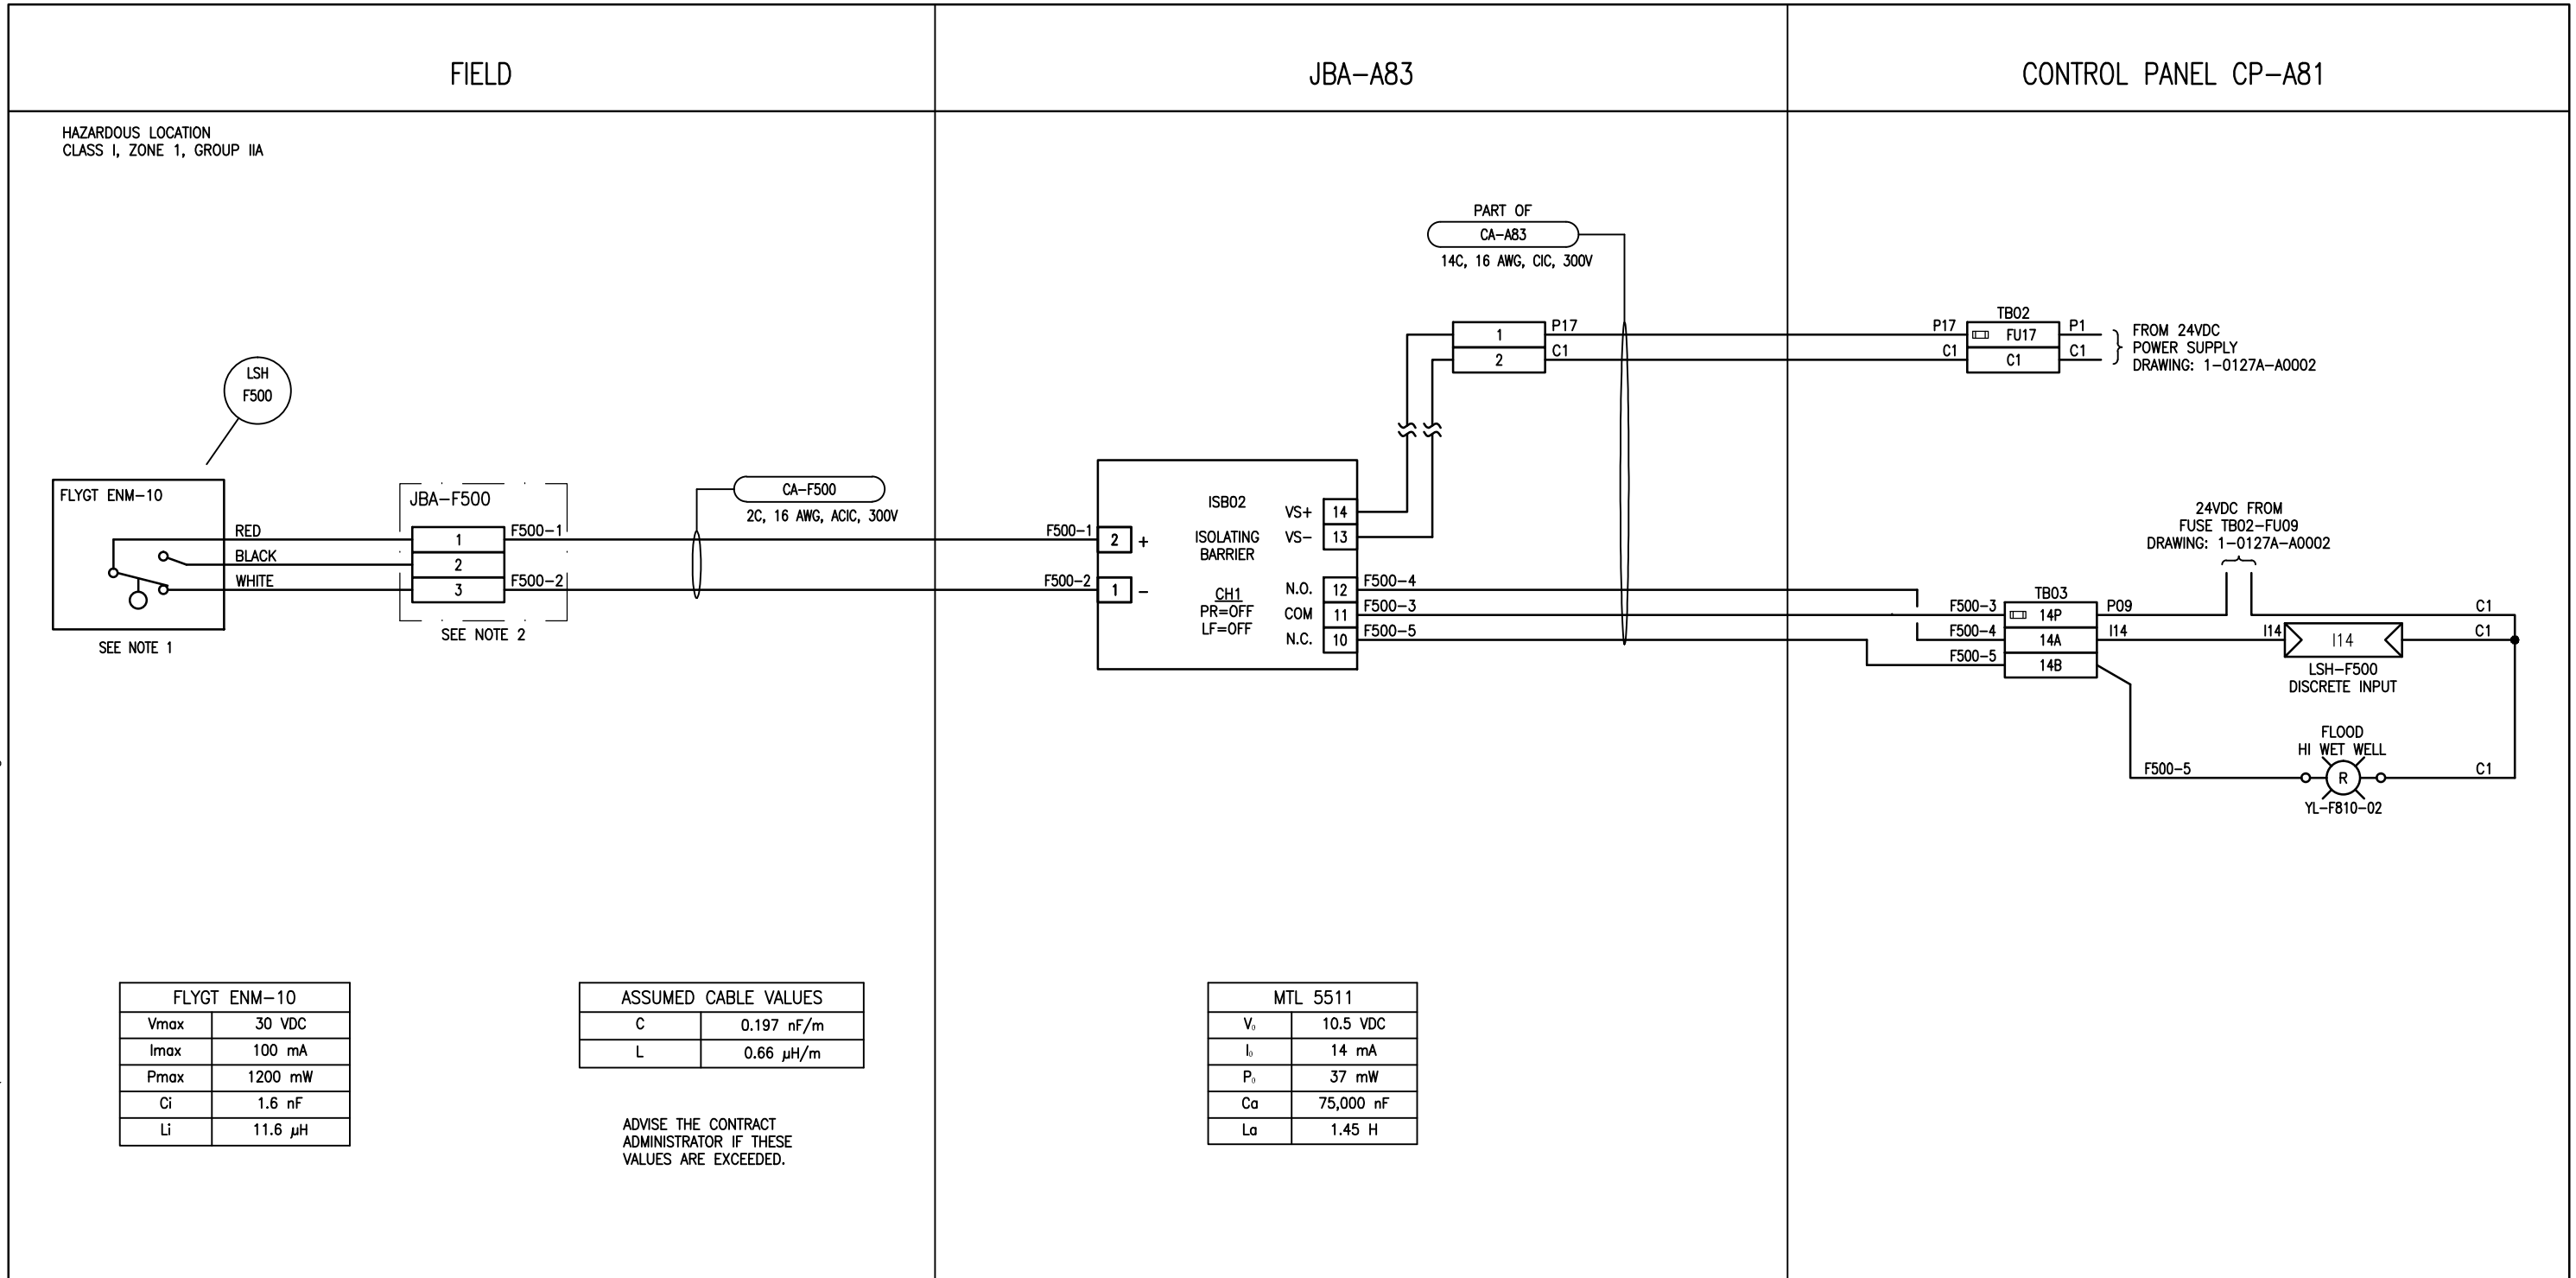 FIELD
JBA-A83
CONTROL PANEL CP-A81
HAZARDOUS LOCATION
CLASS I, ZONE 1, GROUP IIA
LSH
F500
FLYGT ENM-10
RED
BLACK
WHITE
SEE NOTE 1
JBA-F500
1
2
3
SEE NOTE 2
F500-1
F500-2
CA-F500
2C, 16 AWG, ACIC, 300V
FLYGT ENM-10
Vmax 30 VDC
Imax 100 mA
Pmax 1200 mW
Ci 1.6 nF
Li 11.6 µH
ASSUMED CABLE VALUES
C 0.197 nF/m
L 0.66 µH/m
ADVISE THE CONTRACT
ADMINISTRATOR IF THESE
VALUES ARE EXCEEDED.
PART OF
CA-A83
14C, 16 AWG, CIC, 300V
1 P17
2 C1
F500-1 2 +
F500-2 1 -
ISB02
ISOLATING
BARRIER
CH1
PR=OFF
LF=OFF
VS+ 14
VS- 13
N.O. 12 F500-4
COM 11 F500-3
N.C. 10 F500-5
MTL 5511
V₀ 10.5 VDC
I₀ 14 mA
P₀ 37 mW
Ca 75,000 nF
La 1.45 H
TB02
P17 FU17 P1
C1 C1 C1
FROM 24VDC
POWER SUPPLY
DRAWING: 1-0127A-A0002
24VDC FROM
FUSE TB02-FU09
DRAWING: 1-0127A-A0002
TB03
F500-3 14P P09 C1
F500-4 14A I14 I14 I14 C1
F500-5 14B
LSH-F500
DISCRETE INPUT
FLOOD
HI WET WELL
F500-5 R C1
YL-F810-02